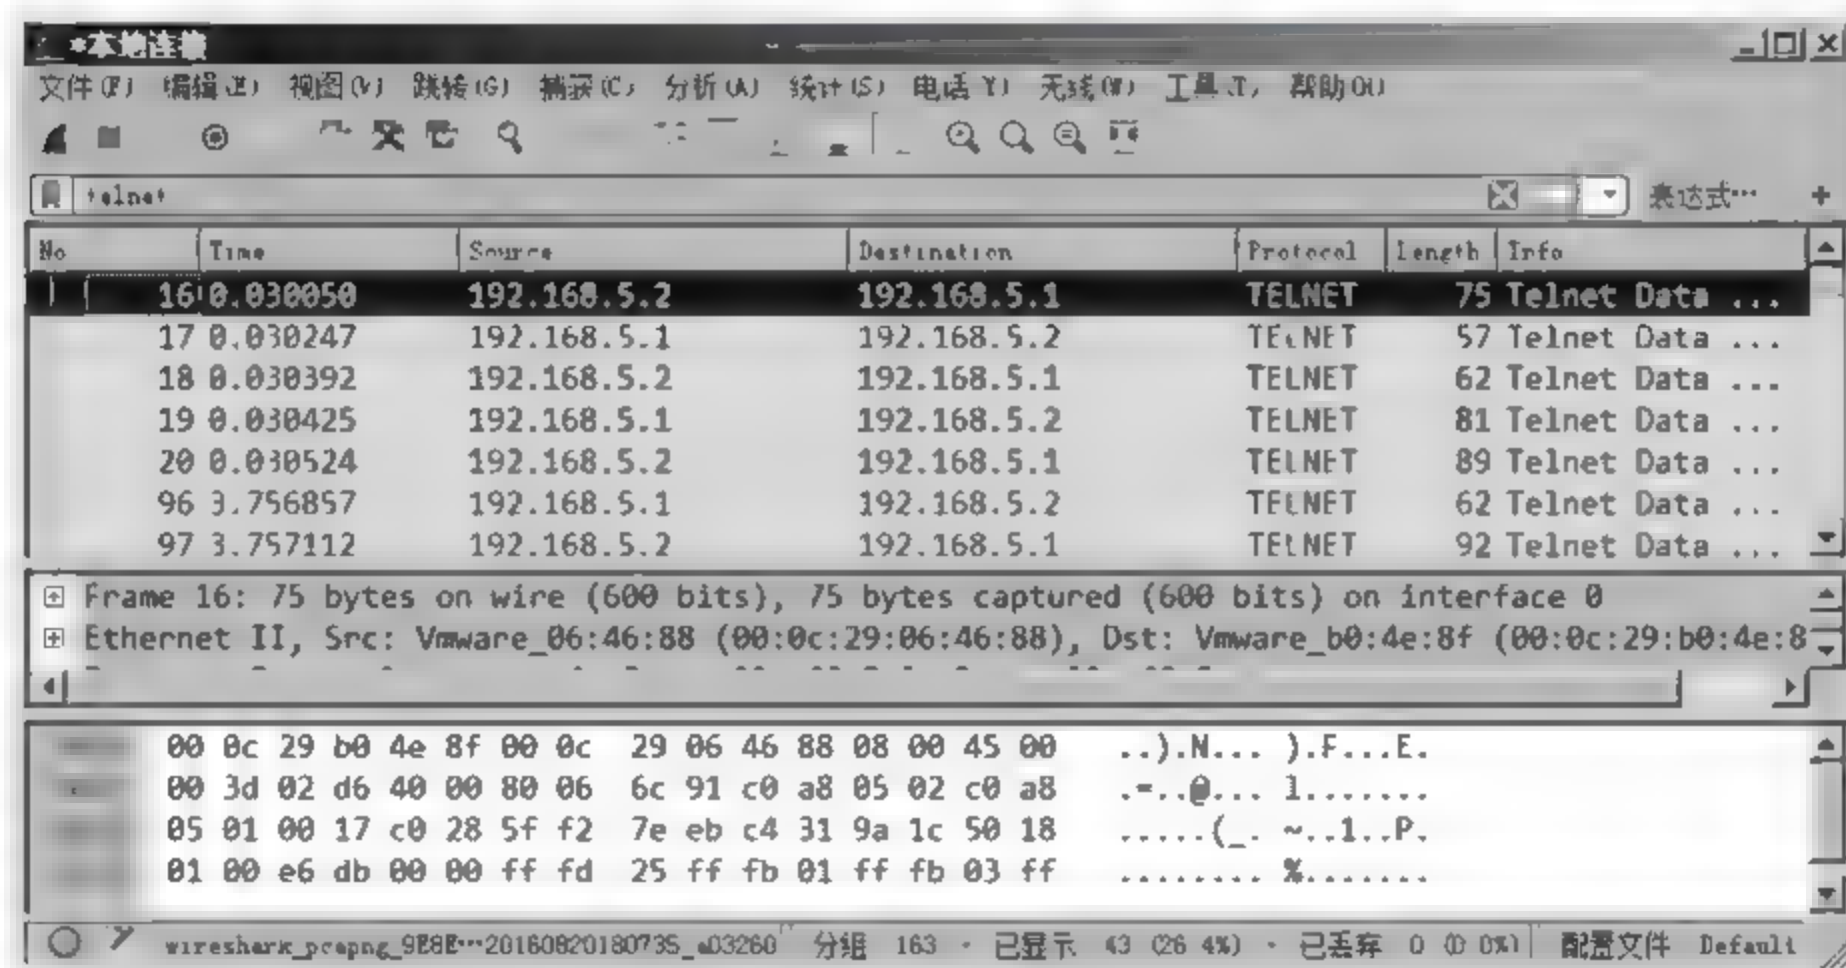 *本地连接
文件(F) 编辑(E) 视图(V) 跳转(G) 捕获(C) 分析(A) 统计(S) 电话(Y) 无线(W) 工具(T) 帮助(H)
telnet 表达式… +
No Time Source Destination Protocol Length Info
16 0.030050 192.168.5.2 192.168.5.1 TELNET 75 Telnet Data ...
17 0.030247 192.168.5.1 192.168.5.2 TELNET 57 Telnet Data ...
18 0.030392 192.168.5.2 192.168.5.1 TELNET 62 Telnet Data ...
19 0.030425 192.168.5.1 192.168.5.2 TELNET 81 Telnet Data ...
20 0.030524 192.168.5.2 192.168.5.1 TELNET 89 Telnet Data ...
96 3.756857 192.168.5.1 192.168.5.2 TELNET 62 Telnet Data ...
97 3.757112 192.168.5.2 192.168.5.1 TELNET 92 Telnet Data ...
Frame 16: 75 bytes on wire (600 bits), 75 bytes captured (600 bits) on interface 0
Ethernet II, Src: Vmware_06:46:88 (00:0c:29:06:46:88), Dst: Vmware_b0:4e:8f (00:0c:29:b0:4e:8
00 0c 29 b0 4e 8f 00 0c 29 06 46 88 08 00 45 00 ..).N... ).F...E.
00 3d 02 d6 40 00 80 06 6c 91 c0 a8 05 02 c0 a8 .=..@... l.......
05 01 00 17 c0 28 5f f2 7e eb c4 31 9a 1c 50 18 .....(_. ~..1..P.
01 00 e6 db 00 00 ff fd 25 ff fb 01 ff fb 03 ff ........ %.......
wireshark_pcapng_9E8E…20160820180735_a03260 分组 163 · 已显示 43 (26 4%) · 已丢弃 0 (0 0%) 配置文件 Default